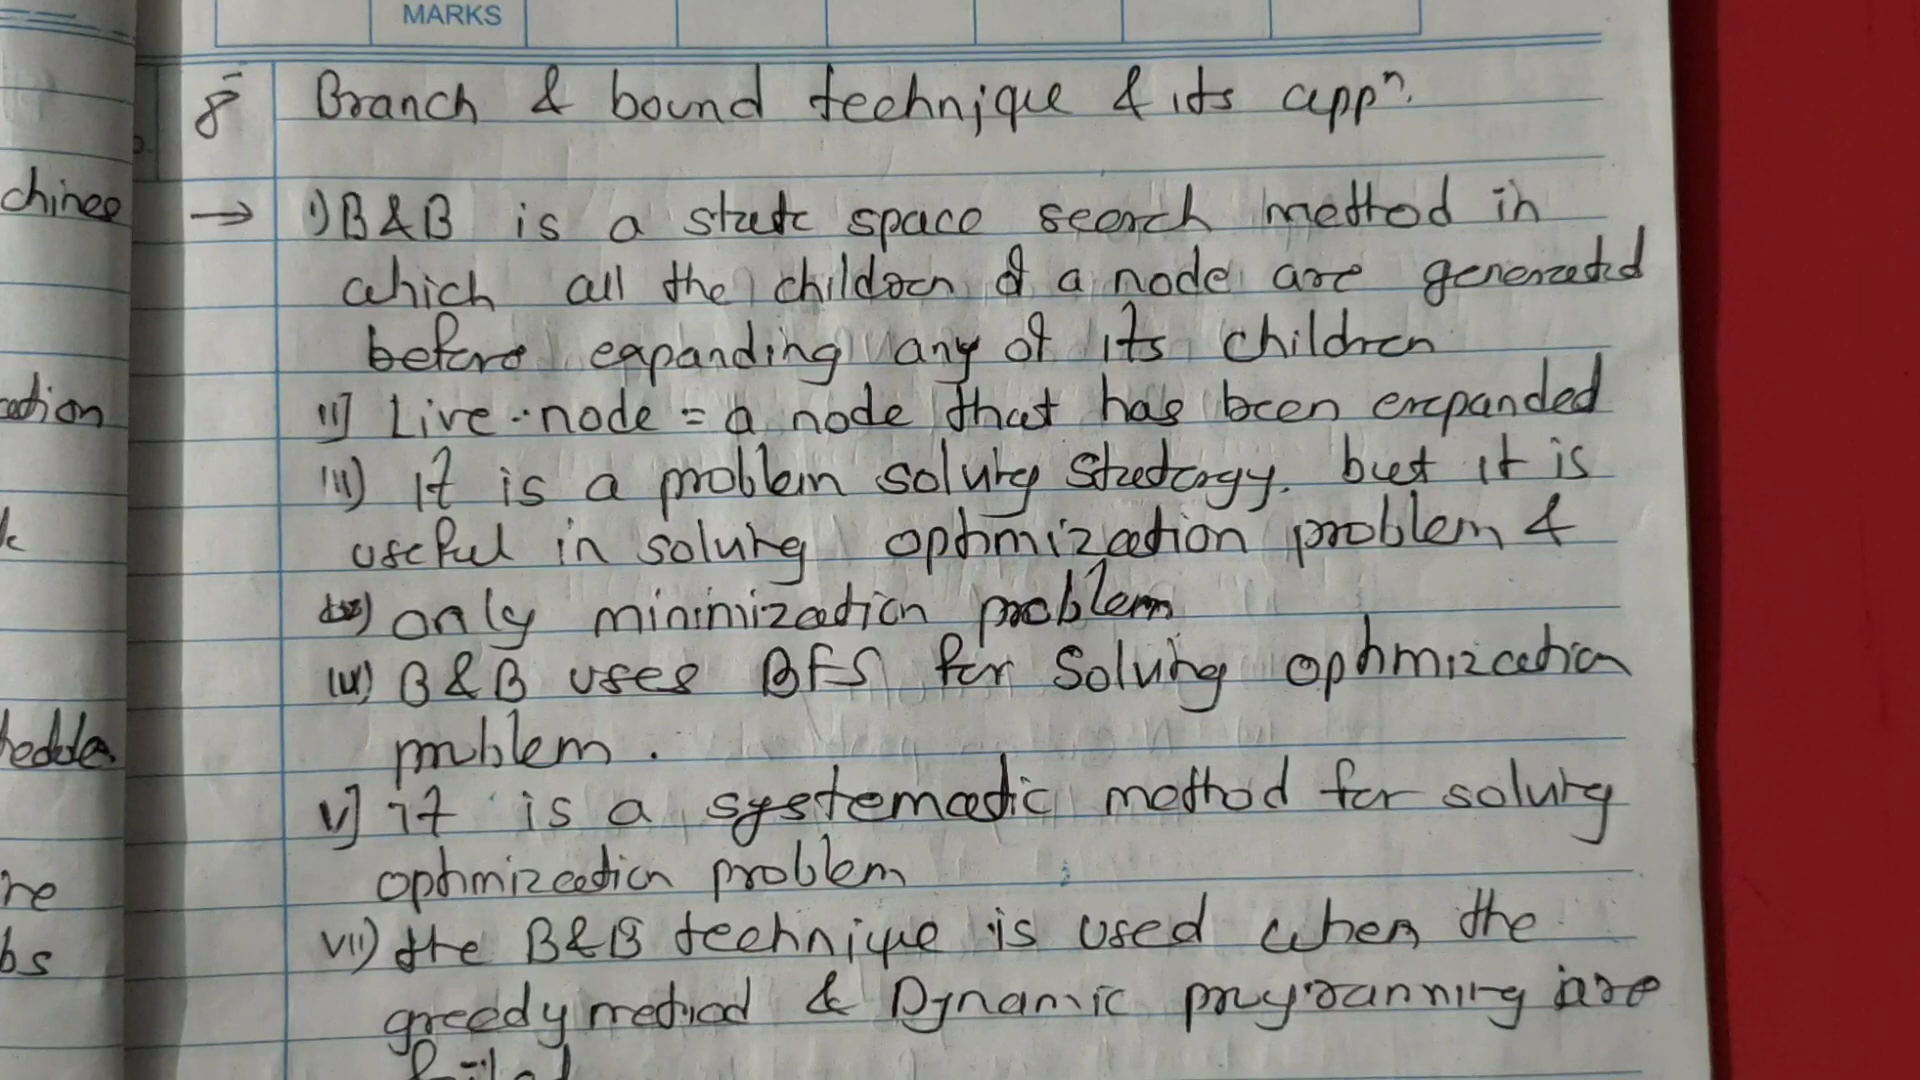 MARKS
8 Branch & bound technique & its appn.
chines
→ i) B&B is a state space search method in
which all the children of a node are generated
before expanding any of its children
cation
ii] Live node = a node that has been expanded
iii) it is a problem solving stratergy. but it is
useful in solving optimization problem &
only minimization problem
iv) B&B uses BFS for solving optimization
problem.
v] it is a systematic method for solving
optimization problem
re
vii) the B&B technique is used when the
bs
greedy method & Dynamic programming are
failed